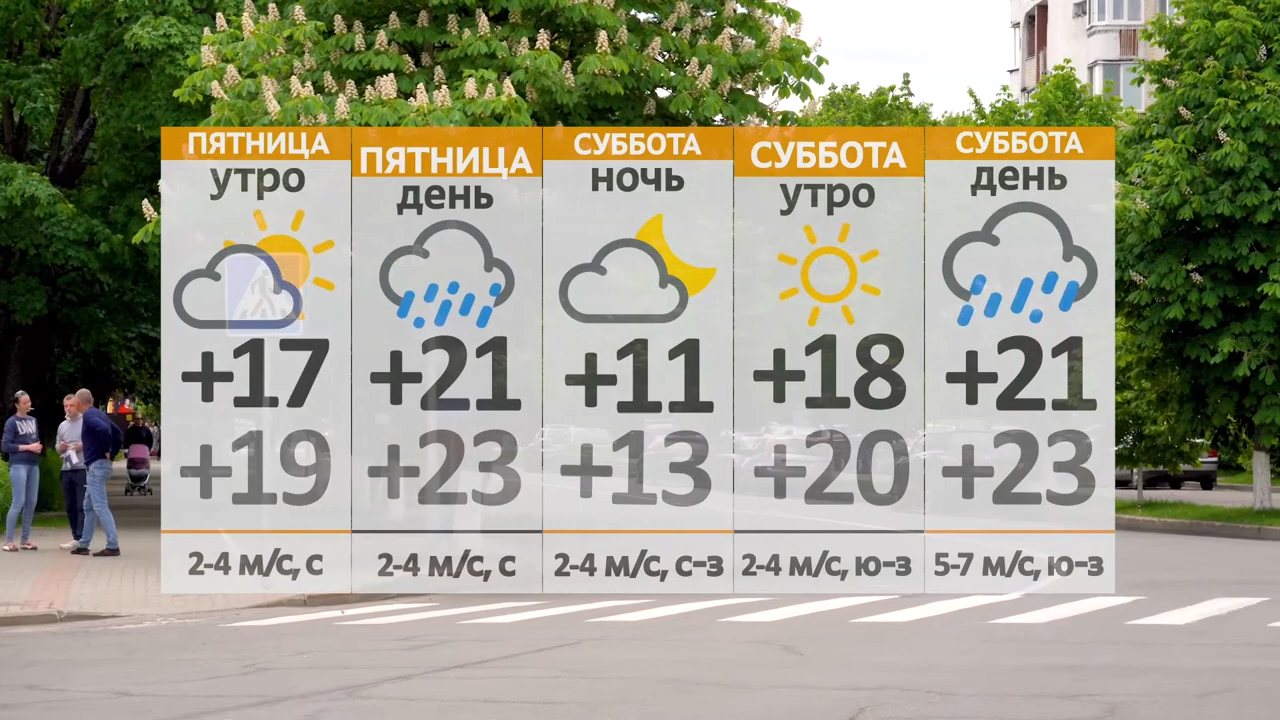 ПЯТНИЦА
утро
+17
+19
2-4 м/с, с
ПЯТНИЦА
день
+21
+23
2-4 м/с, с
СУББОТА
ночь
+11
+13
2-4 м/с, с-з
СУББОТА
утро
+18
+20
2-4 м/с, ю-з
СУББОТА
день
+21
+23
5-7 м/с, ю-з